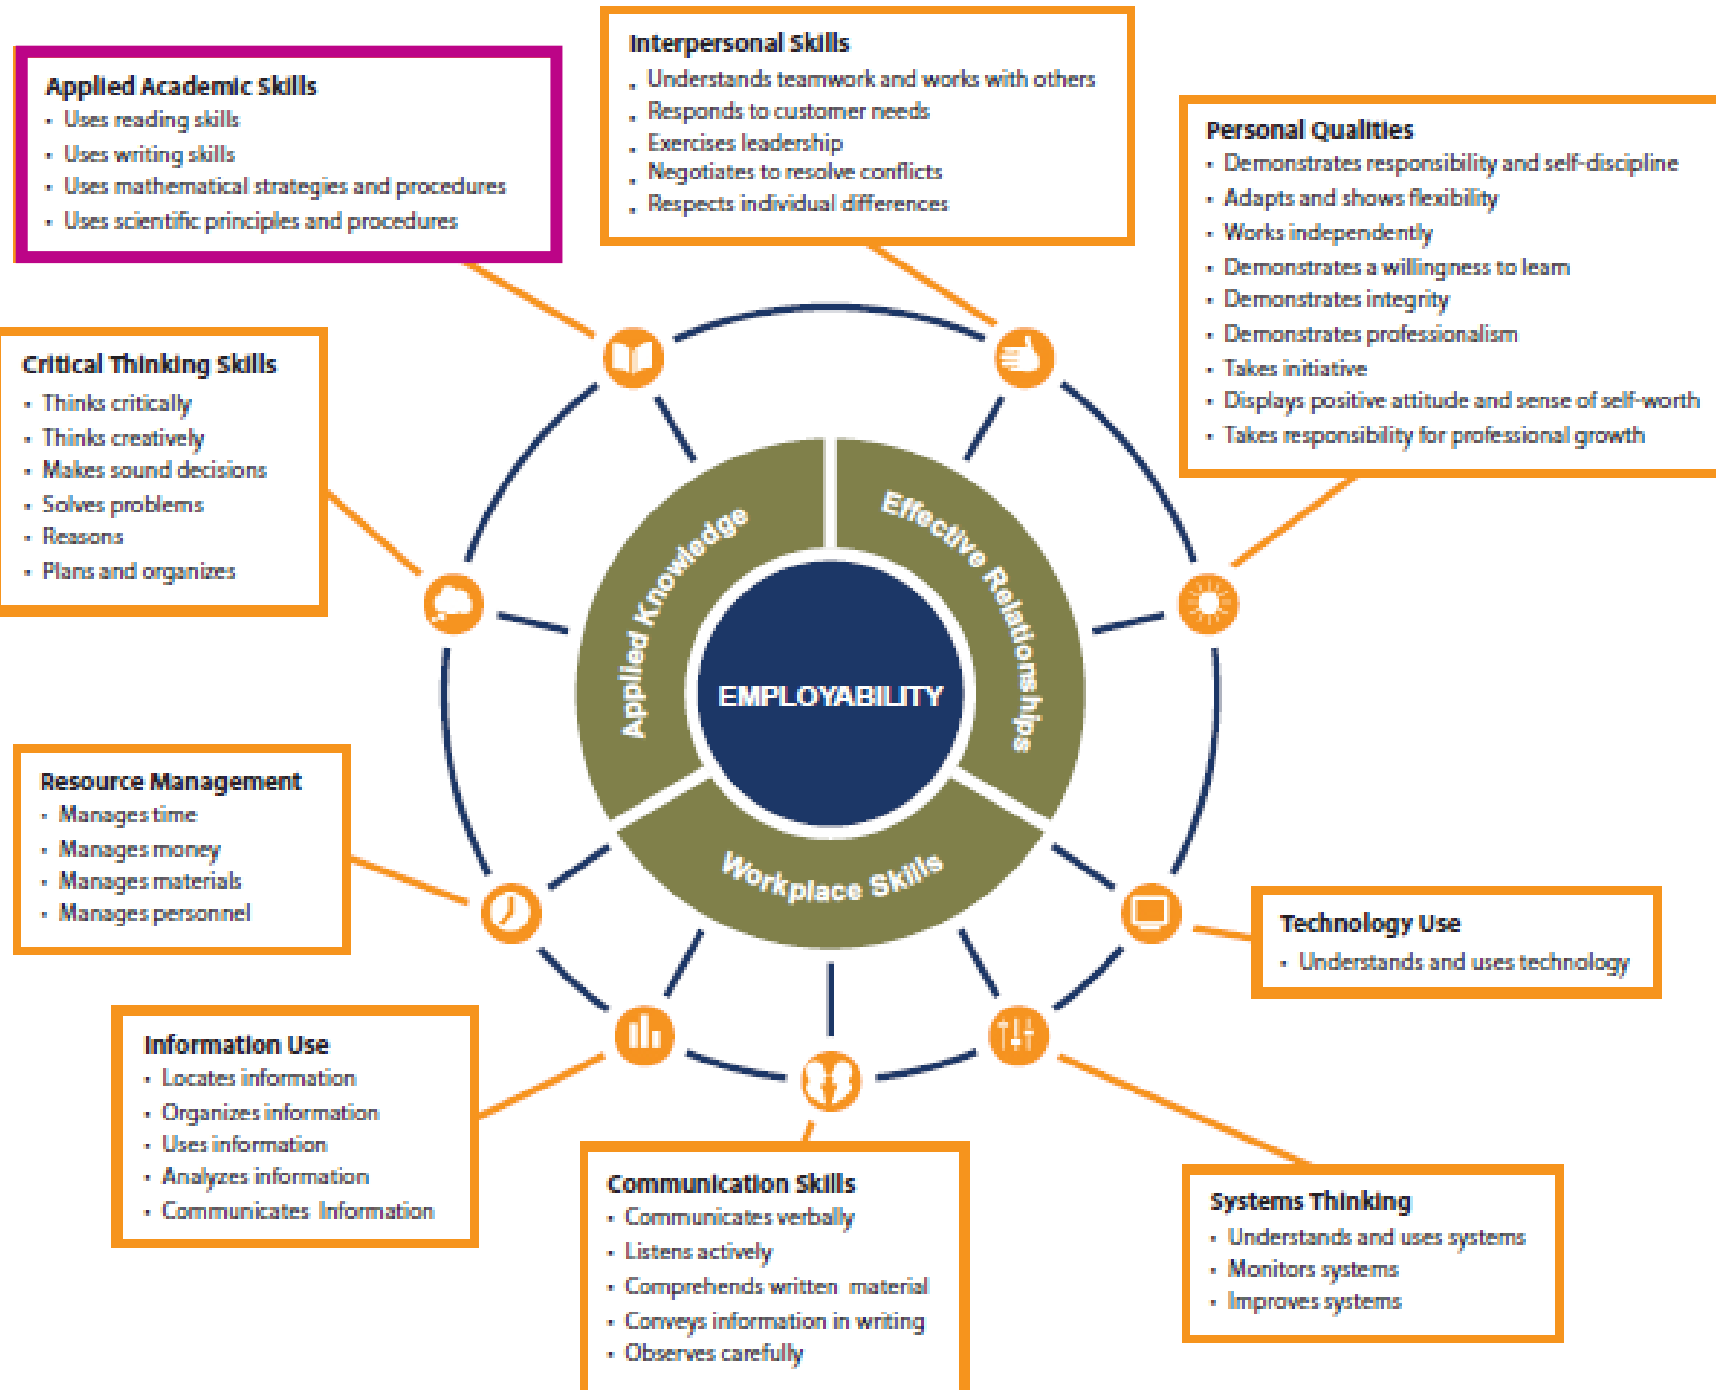 Applied Academic Skills
• Uses reading skills
• Uses writing skills
• Uses mathematical strategies and procedures
• Uses scientific principles and procedures
Interpersonal Skills
• Understands teamwork and works with others
• Responds to customer needs
• Exercises leadership
• Negotiates to resolve conflicts
• Respects individual differences
Personal Qualities
• Demonstrates responsibility and self-discipline
• Adapts and shows flexibility
• Works independently
• Demonstrates a willingness to learn
• Demonstrates integrity
• Demonstrates professionalism
• Takes initiative
• Displays positive attitude and sense of self-worth
• Takes responsibility for professional growth
Critical Thinking Skills
• Thinks critically
• Thinks creatively
• Makes sound decisions
• Solves problems
• Reasons
• Plans and organizes
Applied Knowledge
Effective Relationships
EMPLOYABILITY
Workplace Skills
Resource Management
• Manages time
• Manages money
• Manages materials
• Manages personnel
Technology Use
• Understands and uses technology
Information Use
• Locates information
• Organizes information
• Uses information
• Analyzes information
• Communicates Information
Communication Skills
• Communicates verbally
• Listens actively
• Comprehends written material
• Conveys information in writing
• Observes carefully
Systems Thinking
• Understands and uses systems
• Monitors systems
• Improves systems